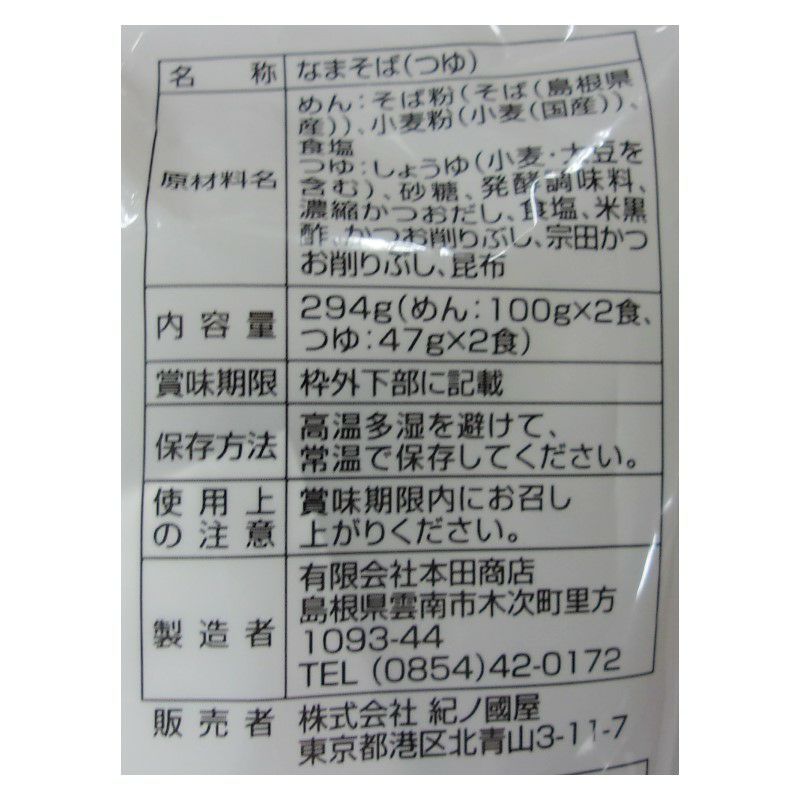 名称 なまそば(つゆ)
原材料名 めん:そば粉(そば(島根県
産))、小麦粉(小麦(国産))、
食塩
つゆ:しょうゆ(小麦・大豆を
含む)、砂糖、発酵調味料、
濃縮かつおだし、食塩、米黒
酢、かつお削りぶし、宗田かつ
お削りぶし、昆布
内容量 294g(めん:100g×2食、
つゆ:47g×2食)
賞味期限 枠外下部に記載
保存方法 高温多湿を避けて、
常温で保存してください。
使用上 賞味期限内にお召し
の注意 上がりください。
製造者 有限会社本田商店
島根県雲南市木次町里方
1093-44
TEL (0854)42-0172
販売者 株式会社 紀ノ國屋
東京都港区北青山3-11-7